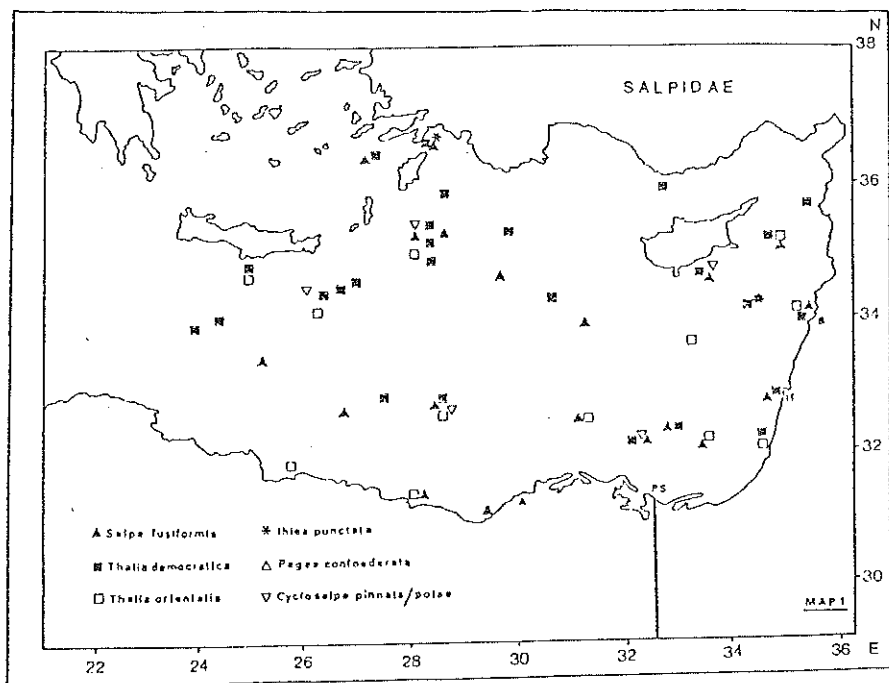 N
38
SALPIDAE
36
34
32
PS
▲ Salpa fusiformis
✳ Ihlea punctata
■ Thalia democratica
△ Pegea confoederata
□ Thalia orientalis
▽ Cyclosalpa pinnata/polae
30
MAP 1
22
24
26
28
30
32
34
36
E